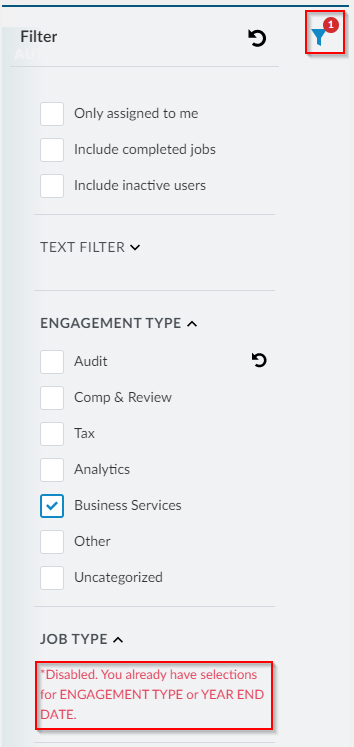 Filter
1
Only assigned to me
Include completed jobs
Include inactive users
TEXT FILTER
ENGAGEMENT TYPE
Audit
Comp & Review
Tax
Analytics
Business Services
Other
Uncategorized
JOB TYPE
*Disabled. You already have selections
for ENGAGEMENT TYPE or YEAR END
DATE.